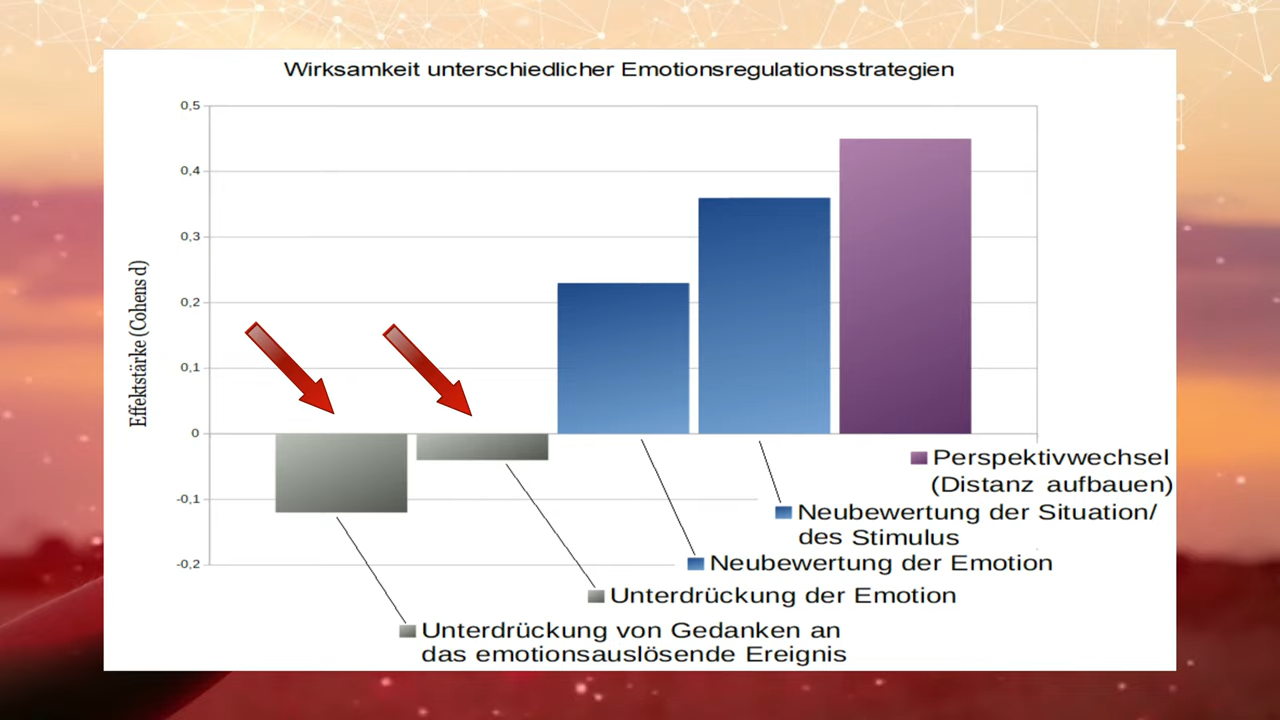 Wirksamkeit unterschiedlicher Emotionsregulationsstrategien
0,5
0,4
0,3
0,2
0,1
0
-0,1
-0,2
Effekstärke (Cohens d)
Perspektivwechsel
(Distanz aufbauen)
Neubewertung der Situation/
des Stimulus
Neubewertung der Emotion
Unterdrückung der Emotion
Unterdrückung von Gedanken an
das emotionsauslösende Ereignis